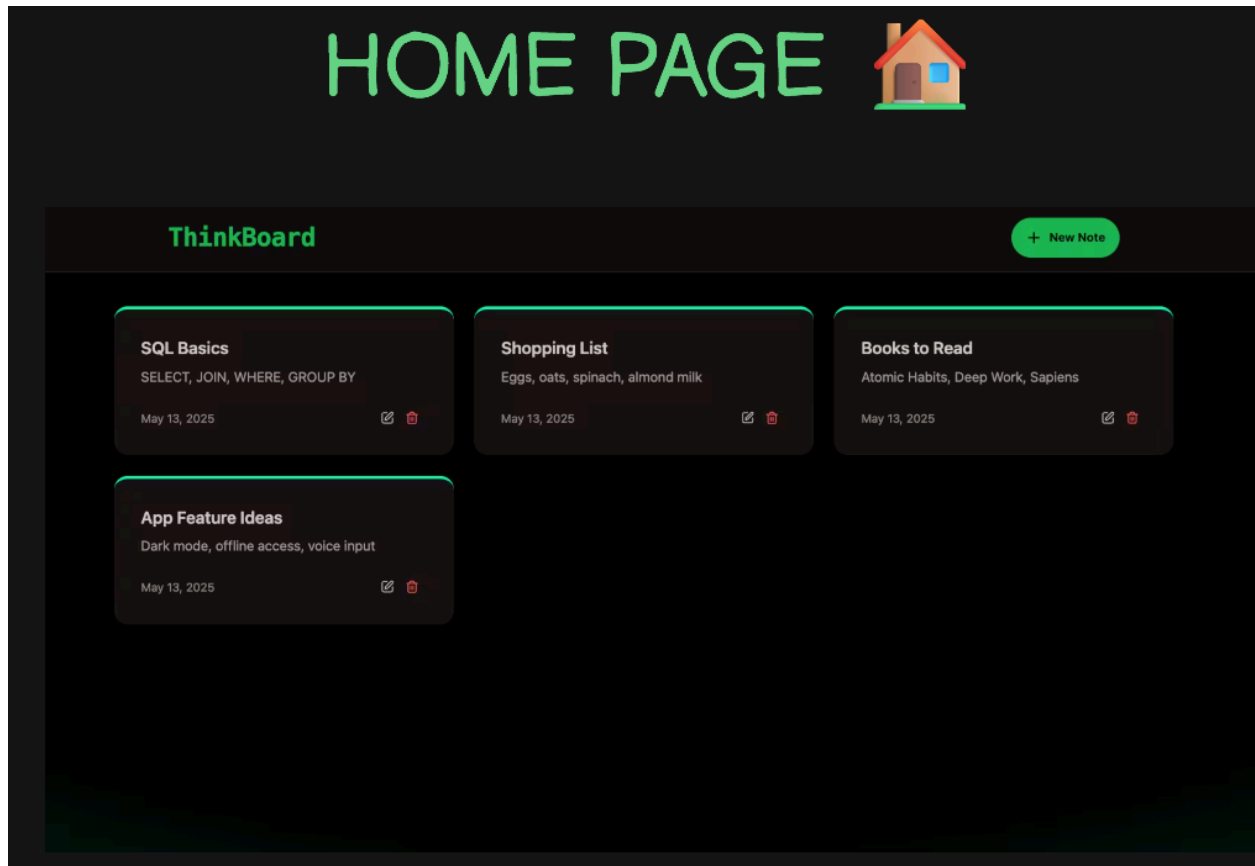 HOME PAGE
ThinkBoard
+ New Note
SQL Basics
SELECT, JOIN, WHERE, GROUP BY
May 13, 2025
Shopping List
Eggs, oats, spinach, almond milk
May 13, 2025
Books to Read
Atomic Habits, Deep Work, Sapiens
May 13, 2025
App Feature Ideas
Dark mode, offline access, voice input
May 13, 2025